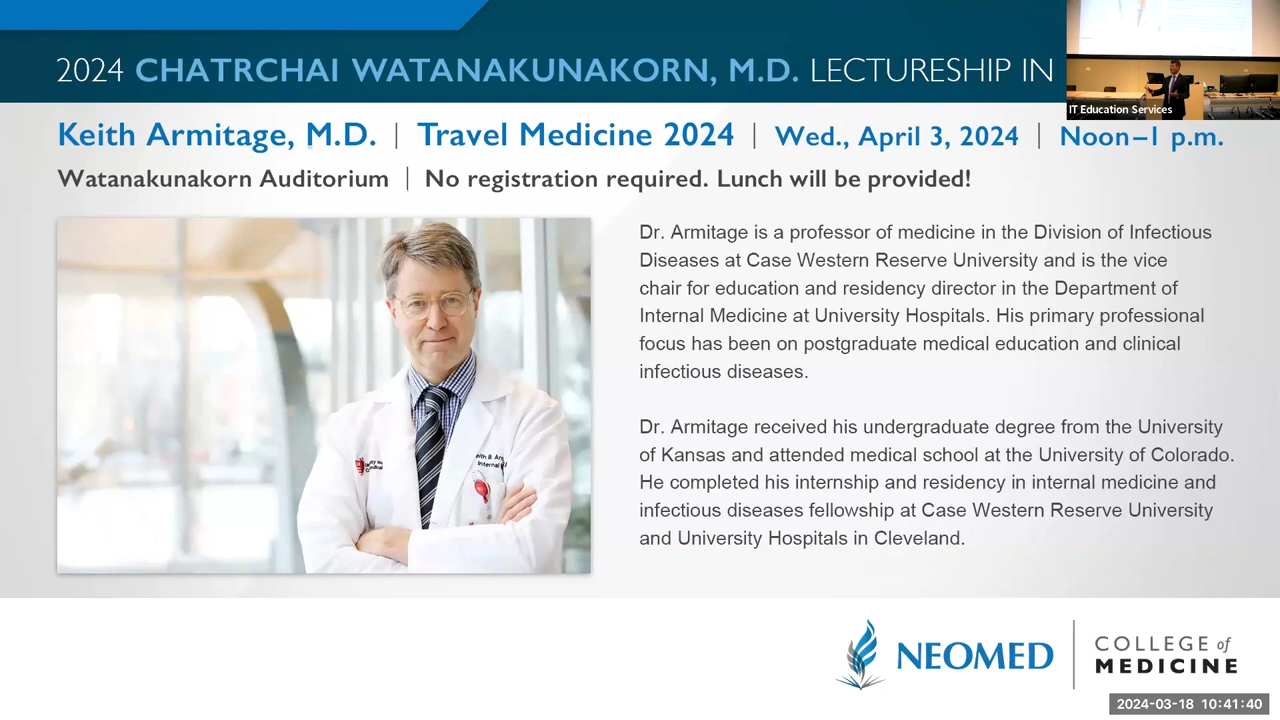 2024 CHATRCHAI WATANAKUNAKORN, M.D. LECTURESHIP IN
IT Education Services
Keith Armitage, M.D. | Travel Medicine 2024 | Wed., April 3, 2024 | Noon–1 p.m.
Watanakunakorn Auditorium | No registration required. Lunch will be provided!
Dr. Armitage is a professor of medicine in the Division of Infectious
Diseases at Case Western Reserve University and is the vice
chair for education and residency director in the Department of
Internal Medicine at University Hospitals. His primary professional
focus has been on postgraduate medical education and clinical
infectious diseases.
Dr. Armitage received his undergraduate degree from the University
of Kansas and attended medical school at the University of Colorado.
He completed his internship and residency in internal medicine and
infectious diseases fellowship at Case Western Reserve University
and University Hospitals in Cleveland.
NEOMED
COLLEGE of
MEDICINE
2024-03-18 10:41:40